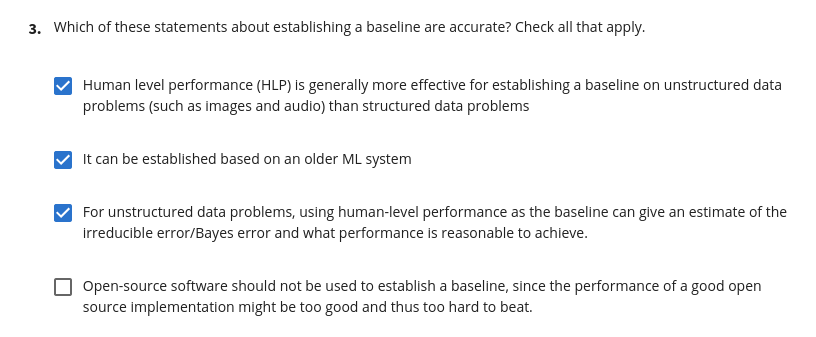 3. Which of these statements about establishing a baseline are accurate? Check all that apply.
Human level performance (HLP) is generally more effective for establishing a baseline on unstructured data
problems (such as images and audio) than structured data problems
It can be established based on an older ML system
For unstructured data problems, using human-level performance as the baseline can give an estimate of the
irreducible error/Bayes error and what performance is reasonable to achieve.
Open-source software should not be used to establish a baseline, since the performance of a good open
source implementation might be too good and thus too hard to beat.